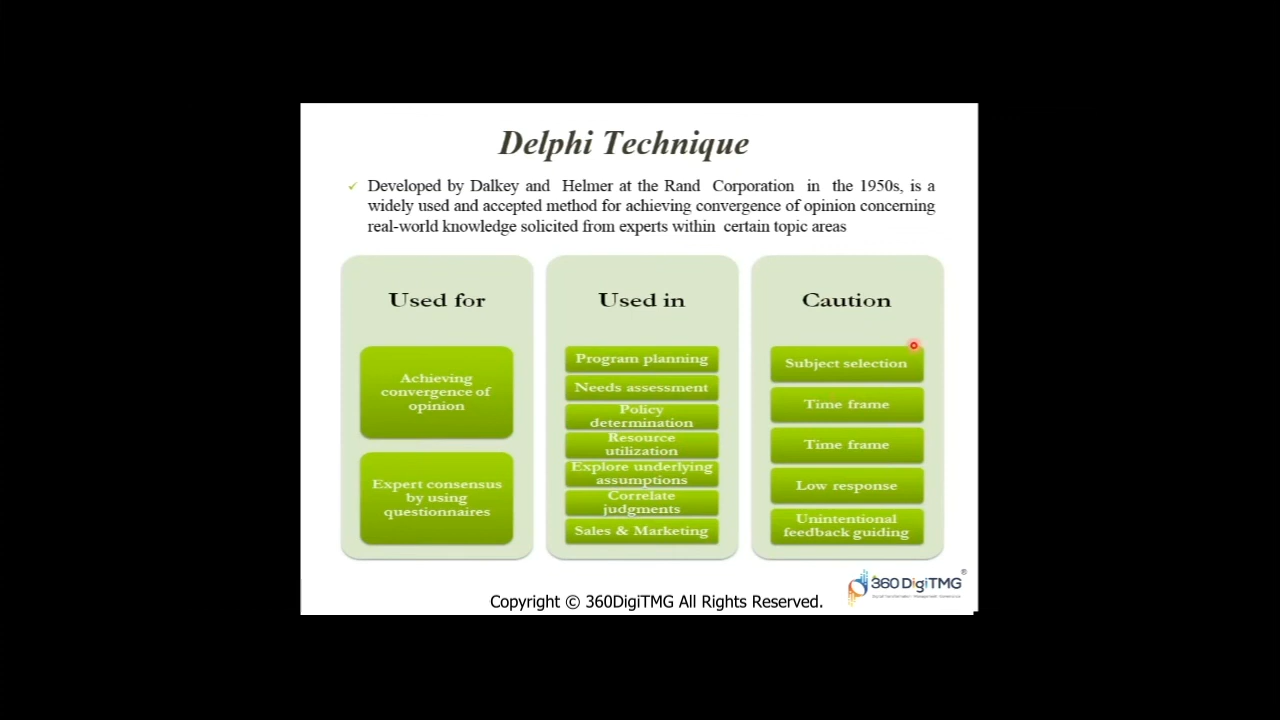 Delphi Technique
Developed by Dalkey and Helmer at the Rand Corporation in the 1950s, is a
widely used and accepted method for achieving convergence of opinion concerning
real-world knowledge solicited from experts within certain topic areas
Used for
Achieving
convergence of
opinion
Expert consensus
by using
questionnaires
Used in
Program planning
Needs assessment
Policy
determination
Resource
utilization
Explore underlying
assumptions
Correlate
judgments
Sales & Marketing
Caution
Subject selection
Time frame
Time frame
Low response
Unintentional
feedback guiding
360DigiTMG®
Copyright © 360DigiTMG All Rights Reserved.